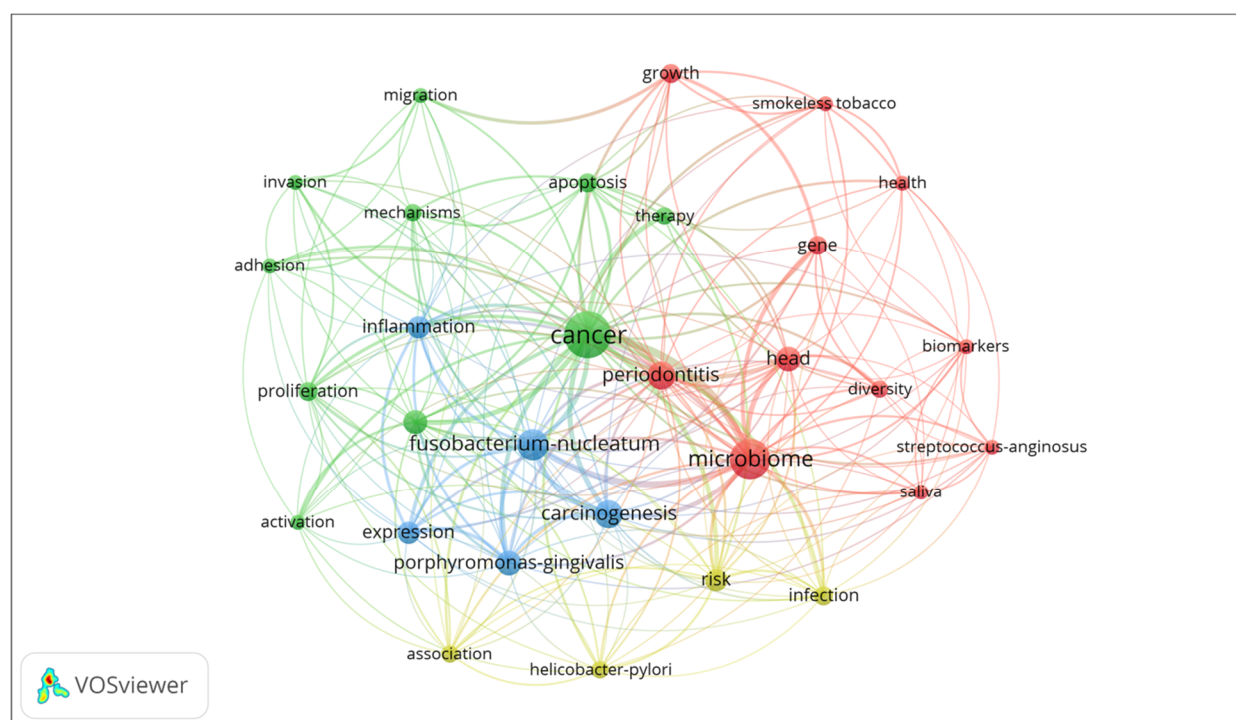 growth
migration
smokeless tobacco
invasion
apoptosis
health
mechanisms
therapy
gene
adhesion
inflammation
cancer
biomarkers
head
periodontitis
proliferation
diversity
fusobacterium-nucleatum
streptococcus-anginosus
microbiome
saliva
carcinogenesis
activation
expression
porphyromonas-gingivalis
risk
infection
association
helicobacter-pylori
VOSviewer